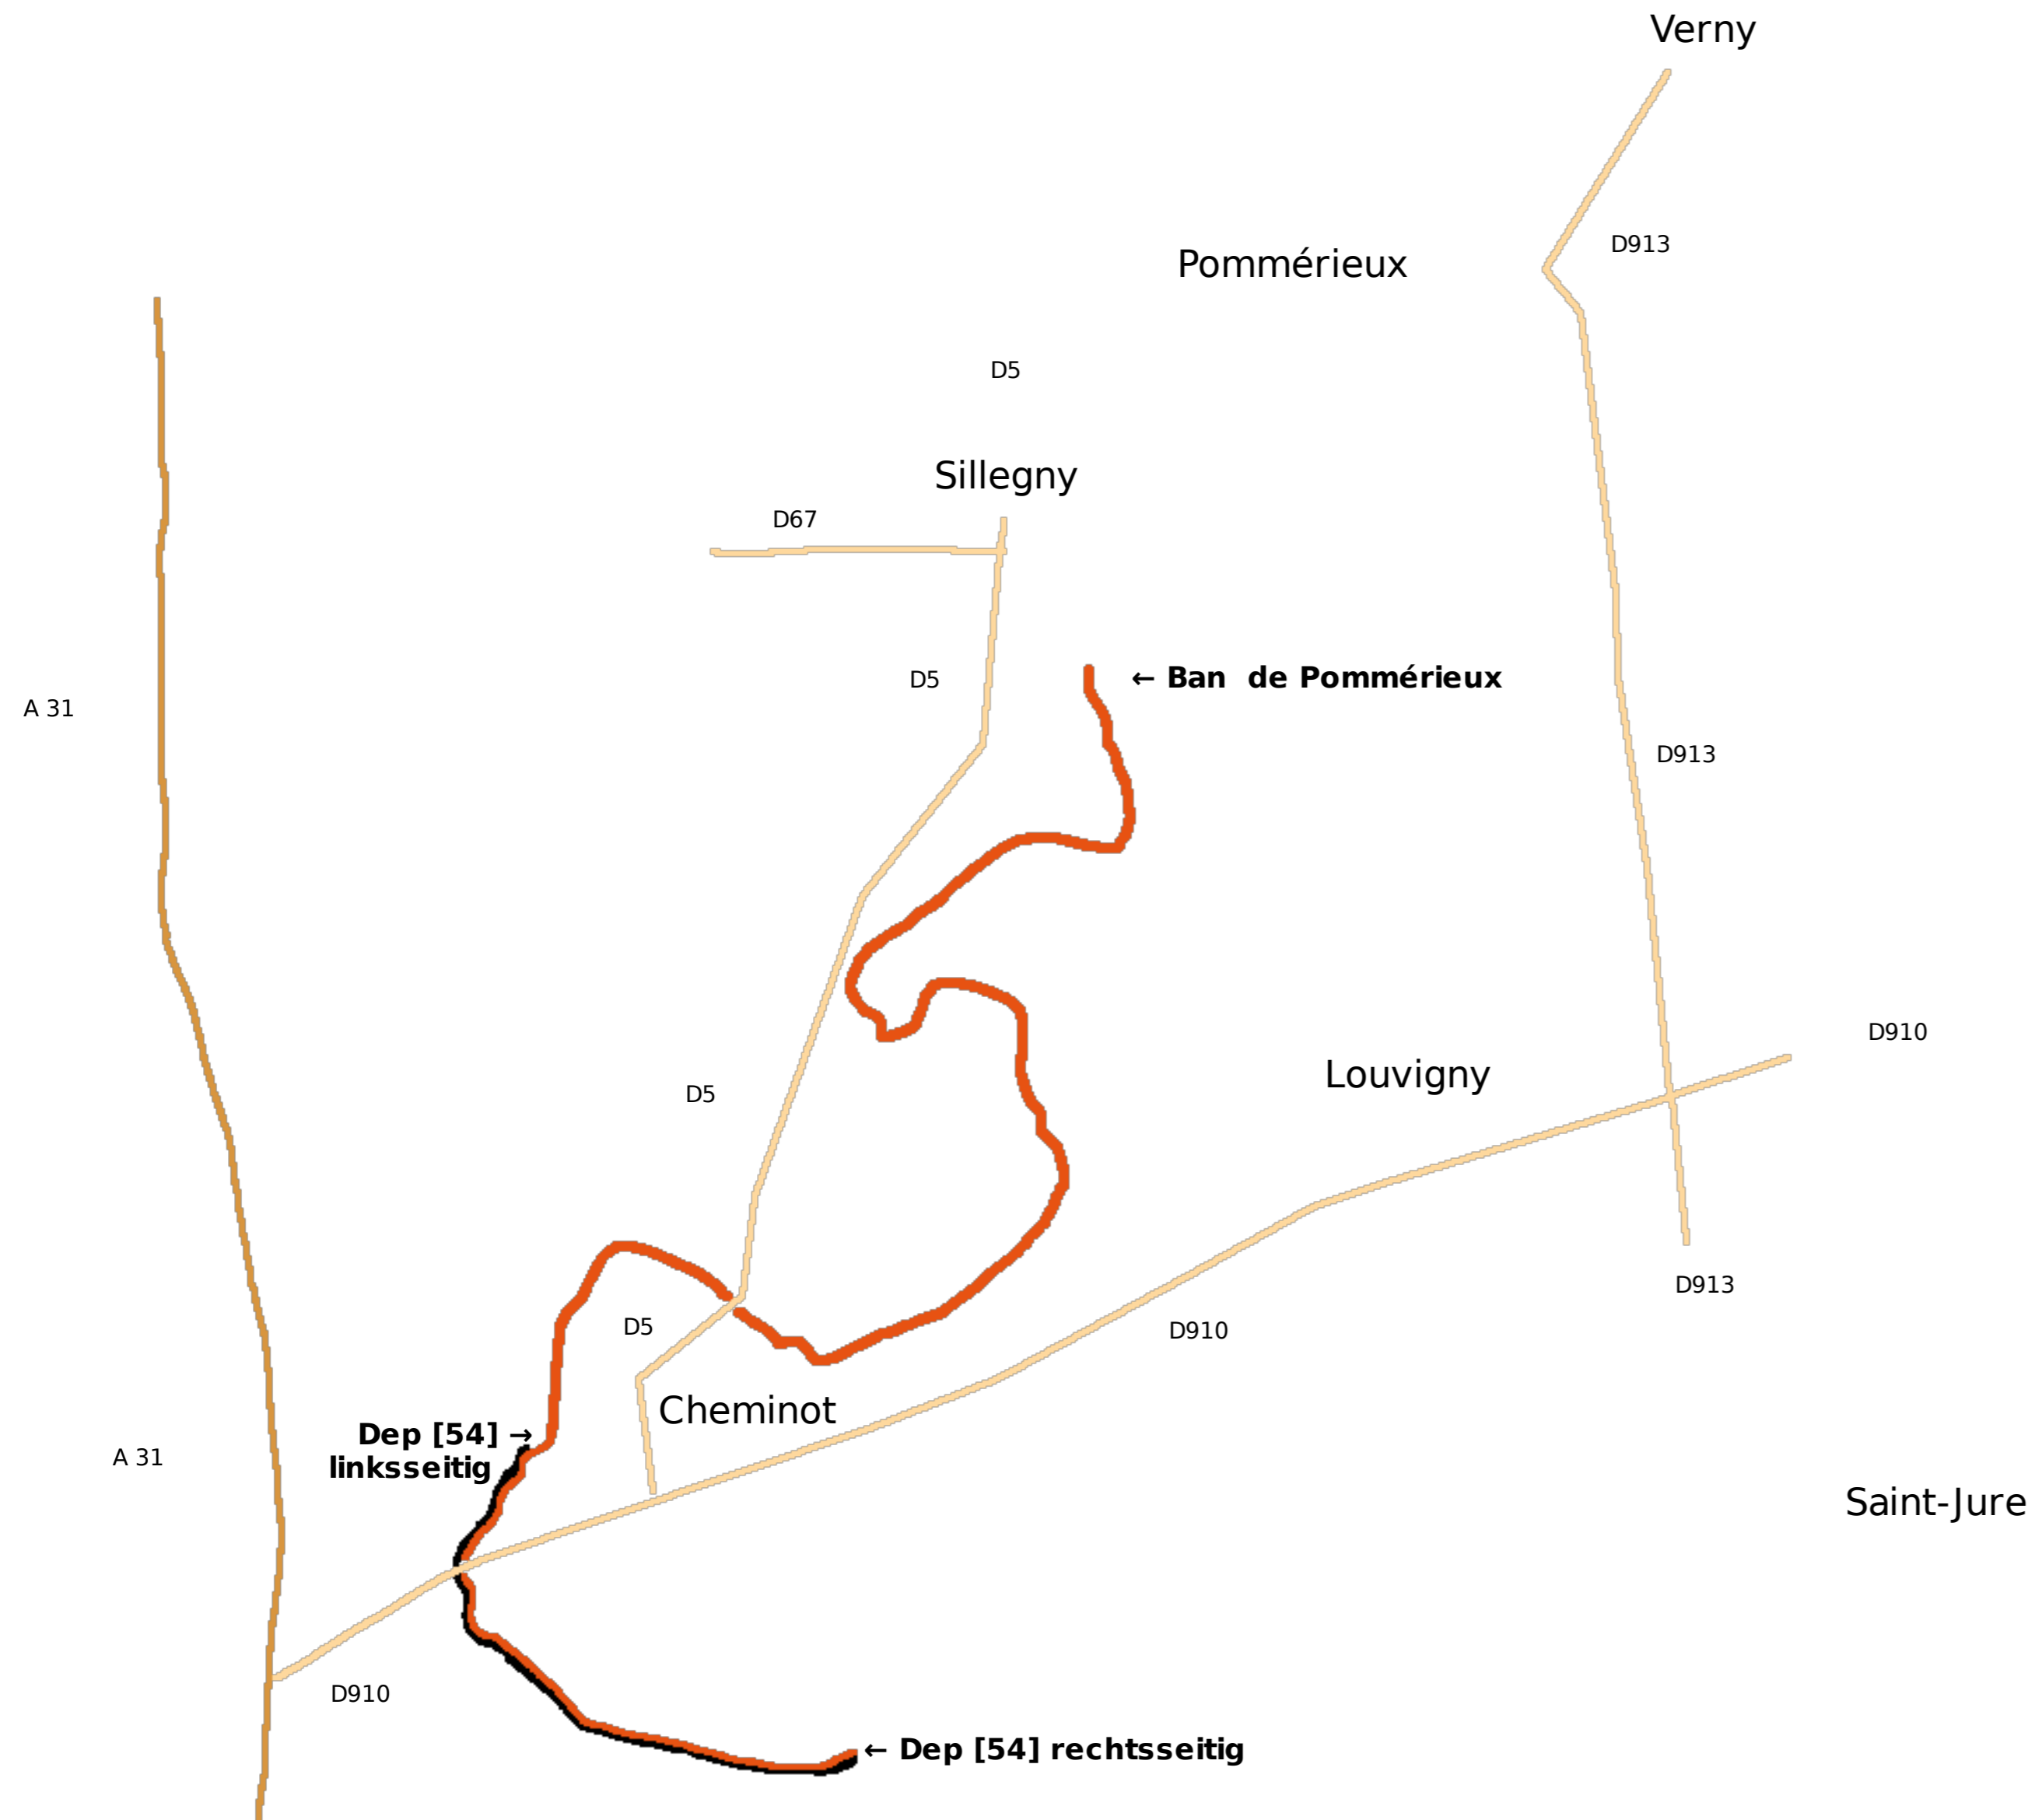 Verny
D913
Pommérieux
D5
Sillegny
D67
← Ban de Pommérieux
D5
A 31
D913
D910
Louvigny
D5
D913
D5
D910
Cheminot
Dep [54] →
linksseitig
A 31
Saint-Jure
D910
← Dep [54] rechtsseitig